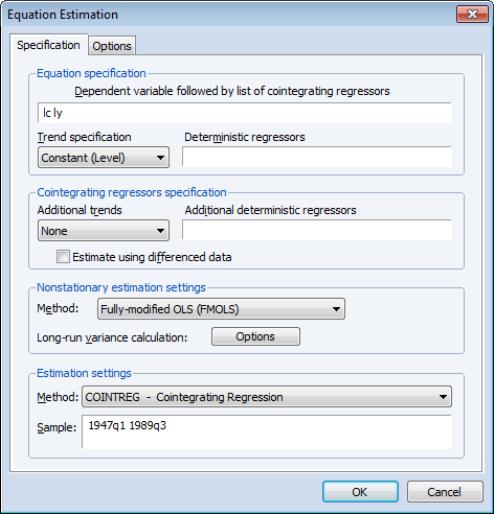 Equation Estimation
Specification Options
Equation specification
Dependent variable followed by list of cointegrating regressors
lc ly
Trend specification Deterministic regressors
Constant (Level)
Cointegrating regressors specification
Additional trends Additional deterministic regressors
None
Estimate using differenced data
Nonstationary estimation settings
Method: Fully-modified OLS (FMOLS)
Long-run variance calculation: Options
Estimation settings
Method: COINTREG - Cointegrating Regression
Sample: 1947q1 1989q3
OK Cancel